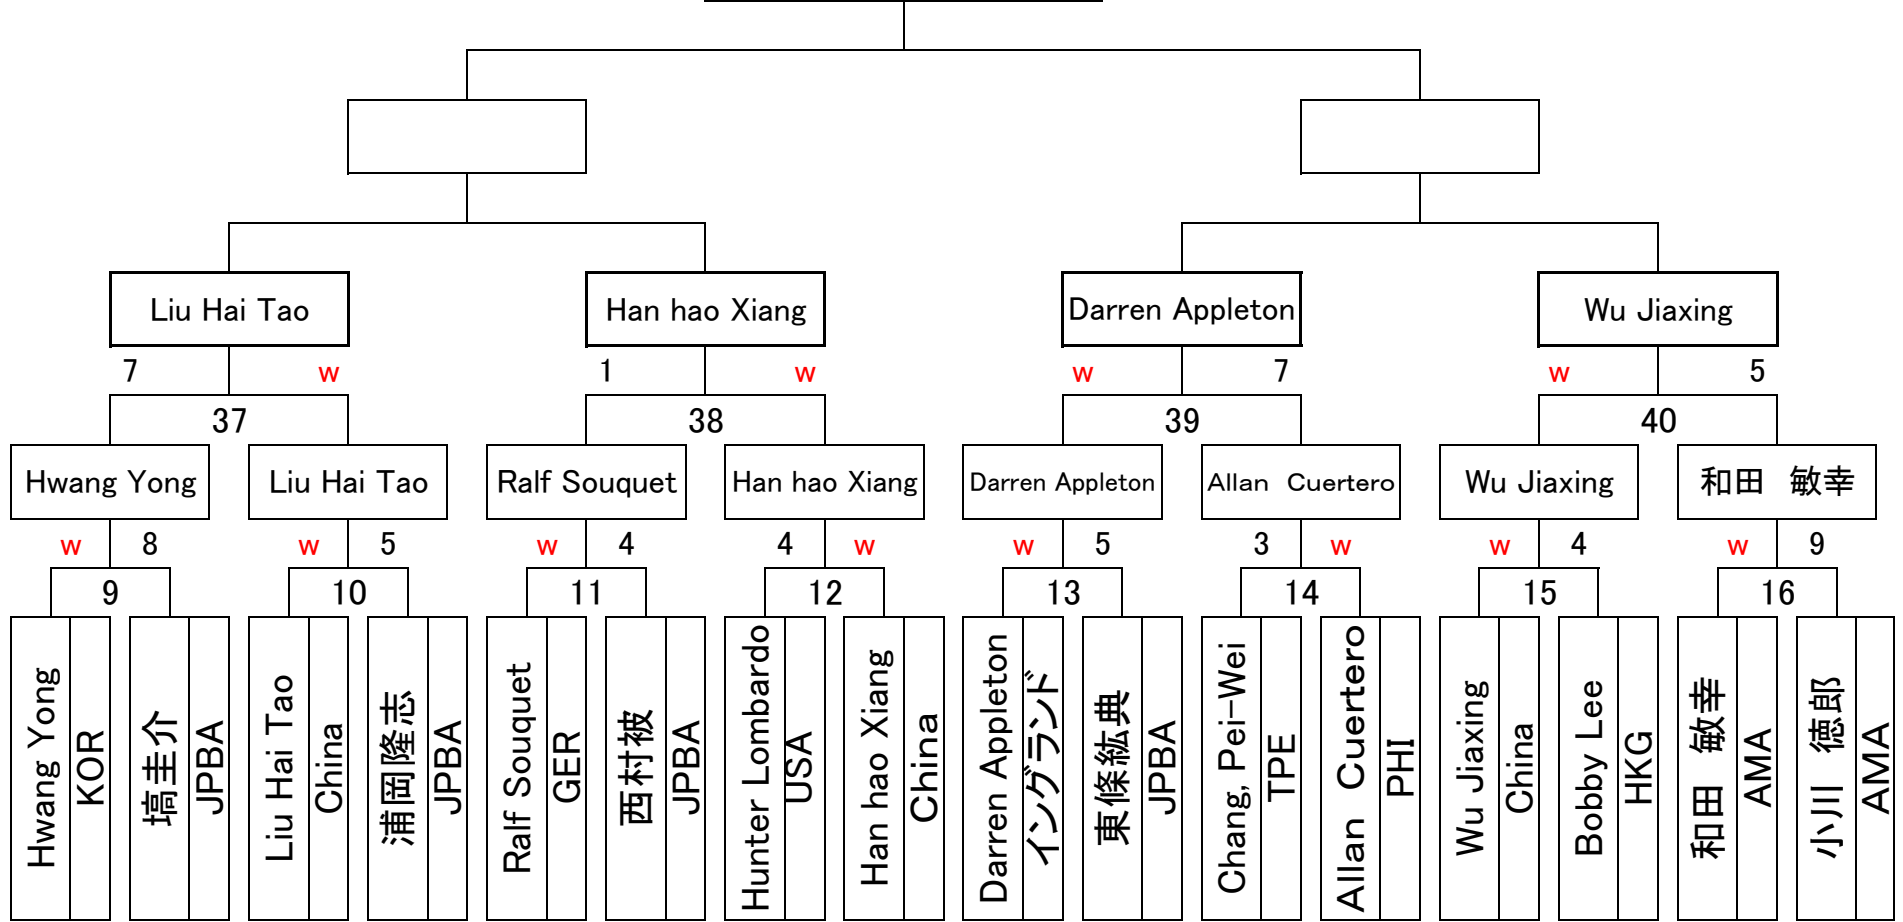 Liu Hai Tao
Han hao Xiang
Darren Appleton
Wu Jiaxing
7 w
1 w
w 7
w 5
37
38
39
40
Hwang Yong
Liu Hai Tao
Ralf Souquet
Han hao Xiang
Darren Appleton
Allan　Cuertero
Wu Jiaxing
和田　敏幸
w 8
w 5
w 4
4 w
w 5
3 w
w 4
w 9
9
10
11
12
13
14
15
16
Hwang Yong
KOR
塙圭介
JPBA
Liu Hai Tao
China
浦岡隆志
JPBA
Ralf Souquet
GER
西村被
JPBA
Hunter Lombardo
USA
Han hao Xiang
China
Darren Appleton
イングランド
東條紘典
JPBA
Chang, Pei-Wei
TPE
Allan　Cuertero
PHI
Wu Jiaxing
China
Bobby Lee
HKG
和田　敏幸
AMA
小川　徳郎
AMA